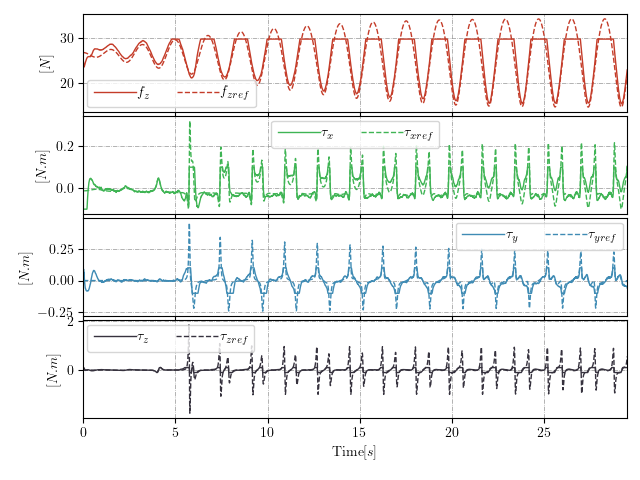 30
20
[N]
f_z
f_zref
0.2
0.0
[N.m]
τ_x
τ_xref
0.25
0.00
−0.25
[N.m]
τ_y
τ_yref
2
0
[N.m]
τ_z
τ_zref
0 5 10 15 20 25
Time[s]